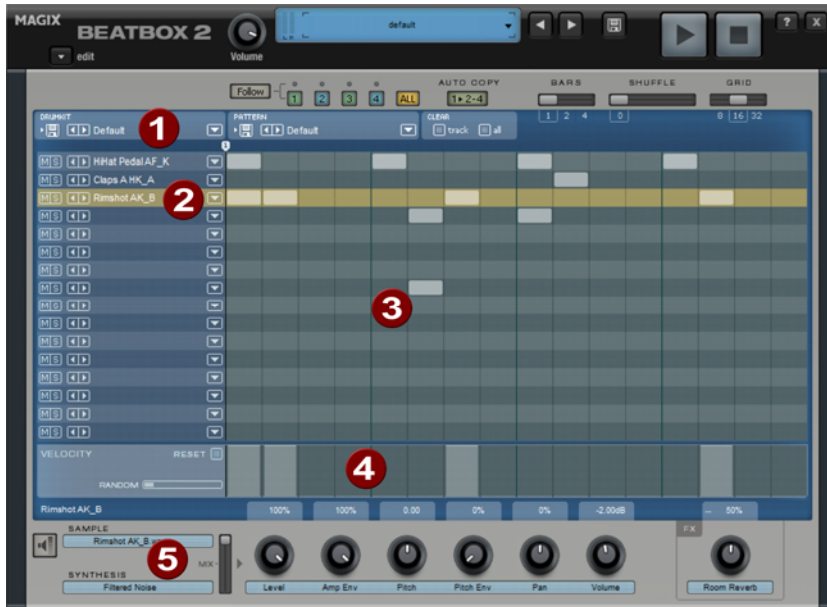 MAGIX
BEATBOX 2
edit
Volume
default
?
X
Follow
1
2
3
4
ALL
AUTO COPY
1▸2-4
BARS
1 2 4
SHUFFLE
0
GRID
8 16 32
DRUMKIT
Default
1
PATTERN
Default
CLEAR
track
all
M S HiHat Pedal AF_K
M S Claps A HK_A
M S Rimshot AK_B
2
M S
M S
M S
M S
M S
3
M S
M S
M S
M S
M S
M S
M S
M S
VELOCITY
RESET
RANDOM
4
Rimshot AK_B
100%
100%
0.00
0%
0%
-2.00dB
50%
SAMPLE
5
SYNTHESIS
Filtered Noise
MIX
Level
Amp Env
Pitch
Pitch Env
Pan
Volume
FX
Room Reverb